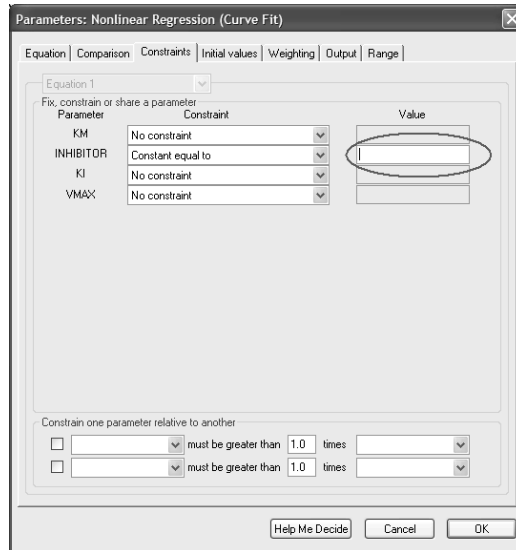 Parameters: Nonlinear Regression (Curve Fit)
Equation Comparison Constraints Initial values Weighting Output Range
Equation 1
Fix, constrain or share a parameter
Parameter Constraint Value
KM No constraint
INHIBITOR Constant equal to
KI No constraint
VMAX No constraint
Constrain one parameter relative to another
must be greater than 1.0 times
must be greater than 1.0 times
Help Me Decide Cancel OK